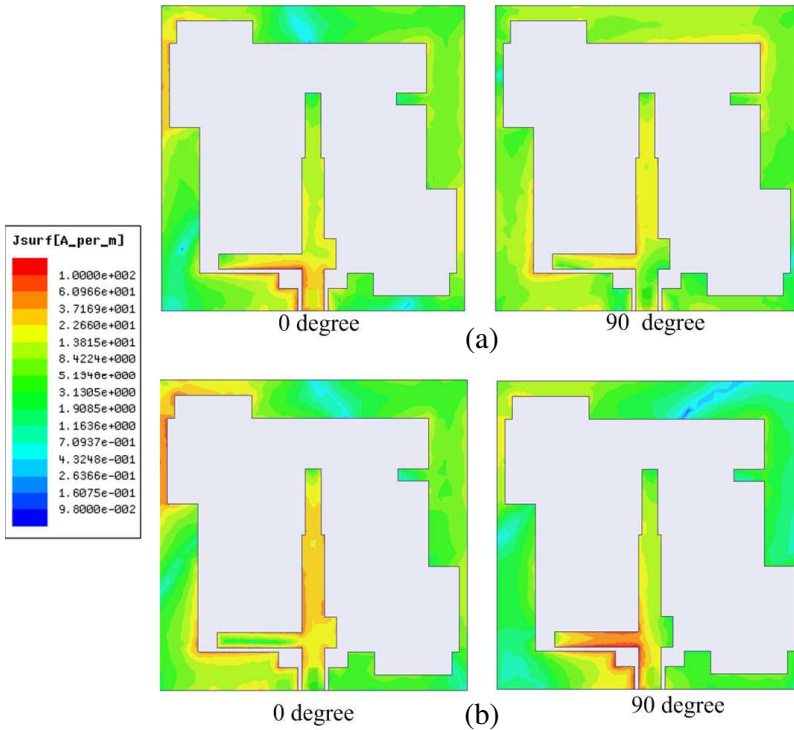 0 degree
90 degree
(a)
Jsurf[A_per_m]
1.0000e+002
6.0966e+001
3.7169e+001
2.2660e+001
1.3815e+001
8.4224e+000
5.1340e+000
3.1305e+000
1.9085e+000
1.1636e+000
7.0937e-001
4.3248e-001
2.6366e-001
1.6075e-001
9.8000e-002
0 degree
90 degree
(b)